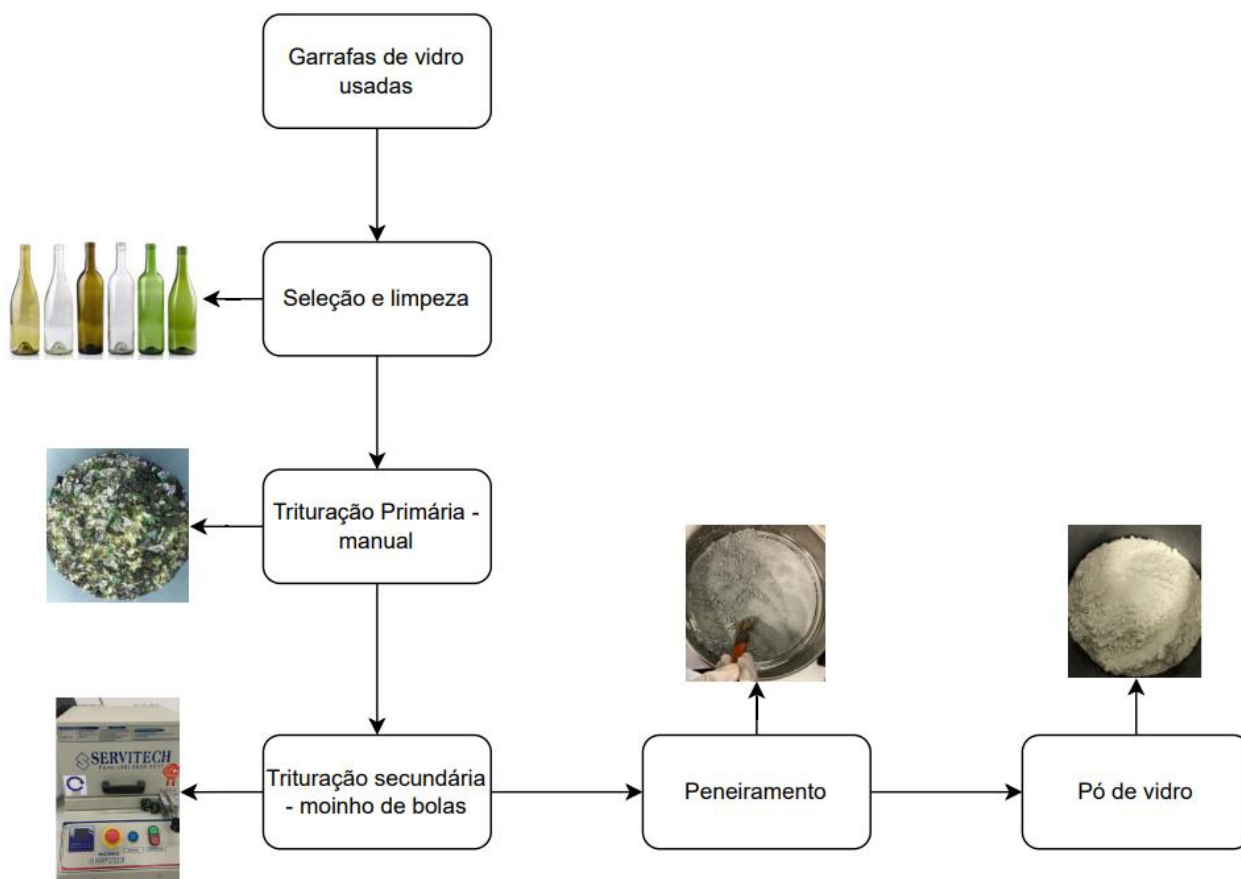 Garrafas de vidro
usadas
Seleção e limpeza
Trituração Primária -
manual
SERVITECH
Trituração secundária
- moinho de bolas
Peneiramento
Pó de vidro